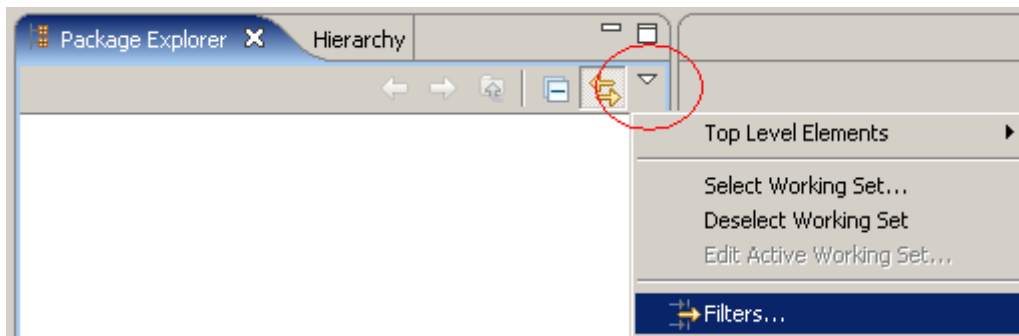 Package Explorer Hierarchy
Top Level Elements
Select Working Set...
Deselect Working Set
Edit Active Working Set...
Filters...